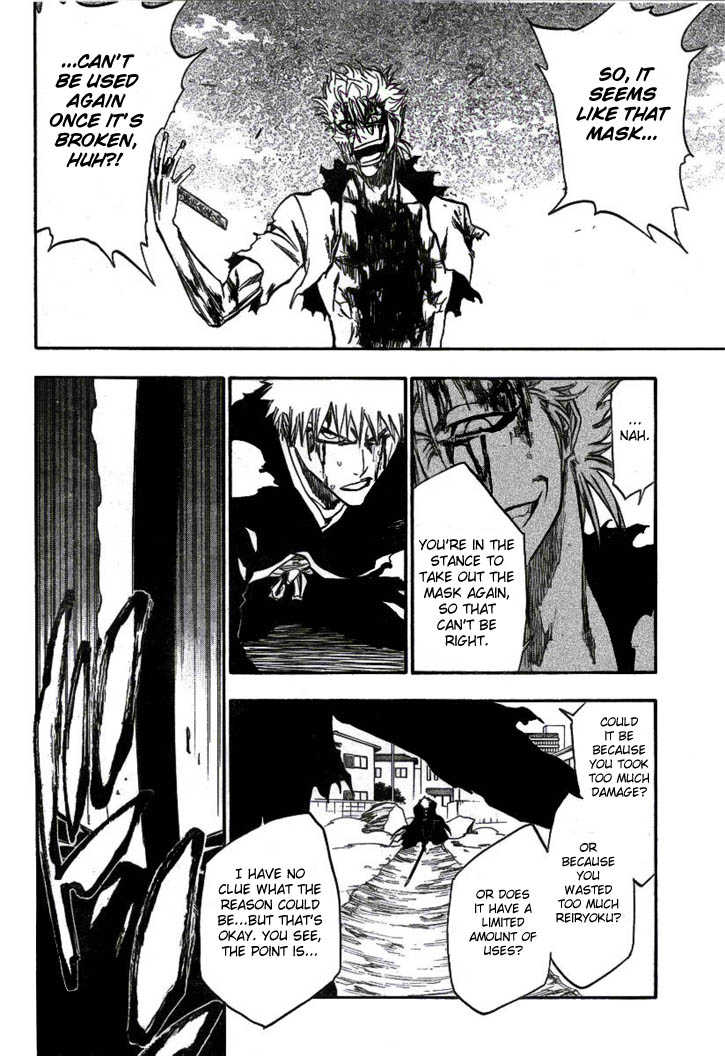 SO, IT
SEEMS
LIKE THAT
MASK...
...CAN'T
BE USED
AGAIN
ONCE IT'S
BROKEN,
HUH?!
...
NAH.
YOU'RE IN THE
STANCE TO
TAKE OUT THE
MASK AGAIN,
SO THAT
CAN'T BE
RIGHT.
COULD
IT BE
BECAUSE
YOU TOOK
TOO MUCH
DAMAGE?
OR
BECAUSE
YOU
WASTED
TOO MUCH
REIRYOKU?
OR DOES
IT HAVE A
LIMITED
AMOUNT OF
USES?
I HAVE NO
CLUE WHAT THE
REASON COULD
BE...BUT THAT'S
OKAY. YOU SEE,
THE POINT IS...